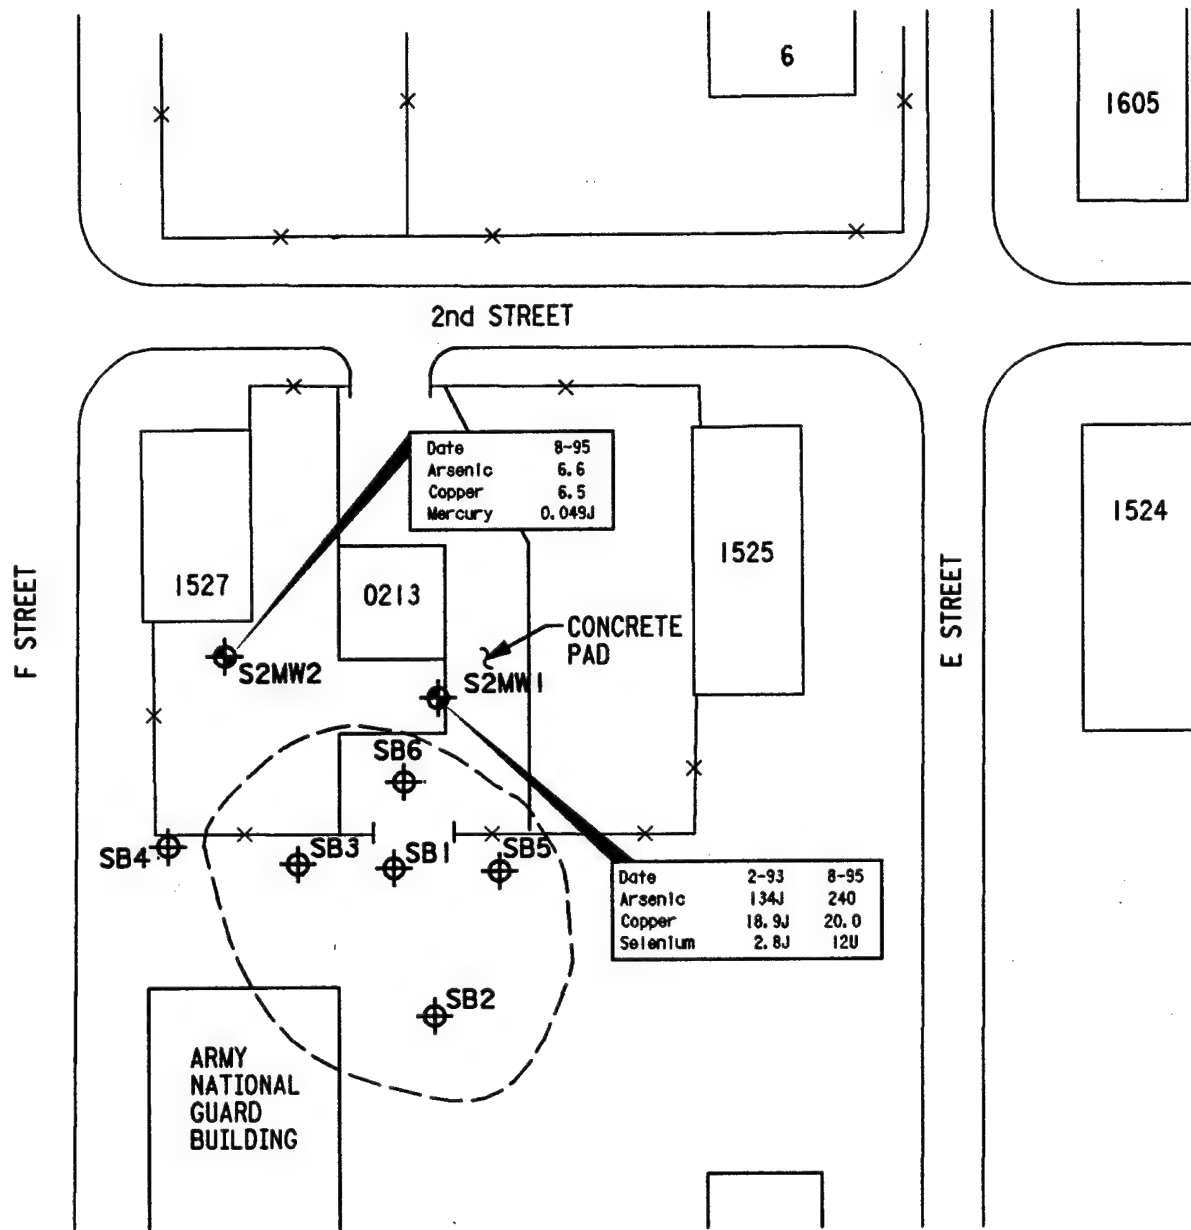 6
1605
2nd STREET
Date 8-95
Arsenic 6.6
Copper 6.5
Mercury 0.049J
1527
0213
1525
1524
F STREET
E STREET
CONCRETE
PAD
S2MW2
S2MW1
SB6
SB4
SB3
SB1
SB5
Date 2-93 8-95
Arsenic 134J 240
Copper 18.9J 20.0
Selenium 2.8J 12U
SB2
ARMY
NATIONAL
GUARD
BUILDING